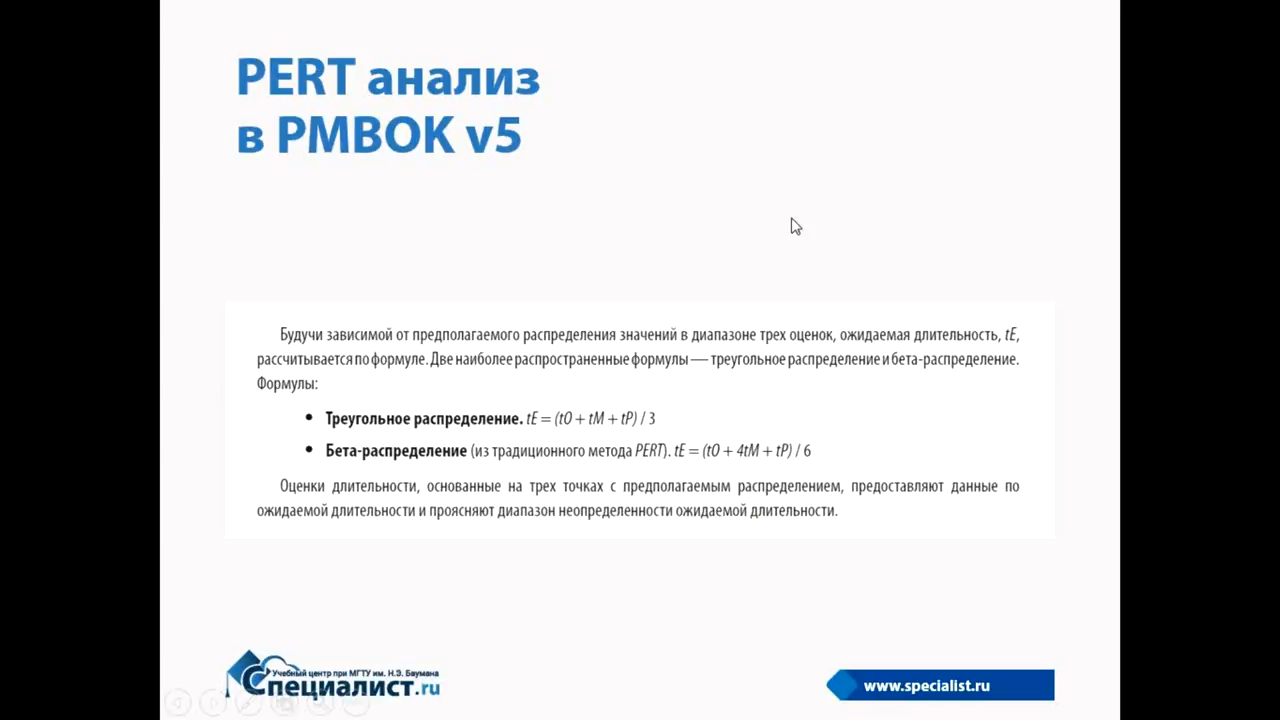 PERT анализ
в PMBOK v5
Будучи зависимой от предполагаемого распределения значений в диапазоне трех оценок, ожидаемая длительность, tE,
рассчитывается по формуле. Две наиболее распространенные формулы — треугольное распределение и бета-распределение.
Формулы:
• Треугольное распределение. tE = (tO + tM + tP) / 3
• Бета-распределение (из традиционного метода PERT). tE = (tO + 4tM + tP) / 6
Оценки длительности, основанные на трех точках с предполагаемым распределением, предоставляют данные по
ожидаемой длительности и проясняют диапазон неопределенности ожидаемой длительности.
Учебный центр при МГТУ им. Н.Э. Баумана
Специалист.ru
www.specialist.ru